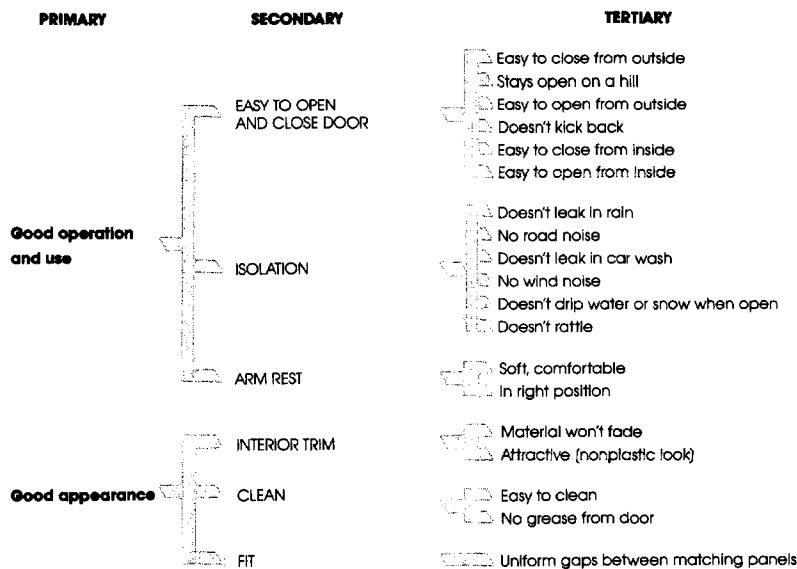 PRIMARY SECONDARY TERTIARY
Easy to close from outside
Stays open on a hill
EASY TO OPEN
AND CLOSE DOOR
Easy to open from outside
Doesn't kick back
Easy to close from inside
Easy to open from inside
Good operation
and use
ISOLATION
Doesn't leak in rain
No road noise
Doesn't leak in car wash
No wind noise
Doesn't drip water or snow when open
Doesn't rattle
ARM REST
Soft, comfortable
In right position
Good appearance
INTERIOR TRIM
Material won't fade
Attractive (nonplastic look)
CLEAN
Easy to clean
No grease from door
FIT
Uniform gaps between matching panels